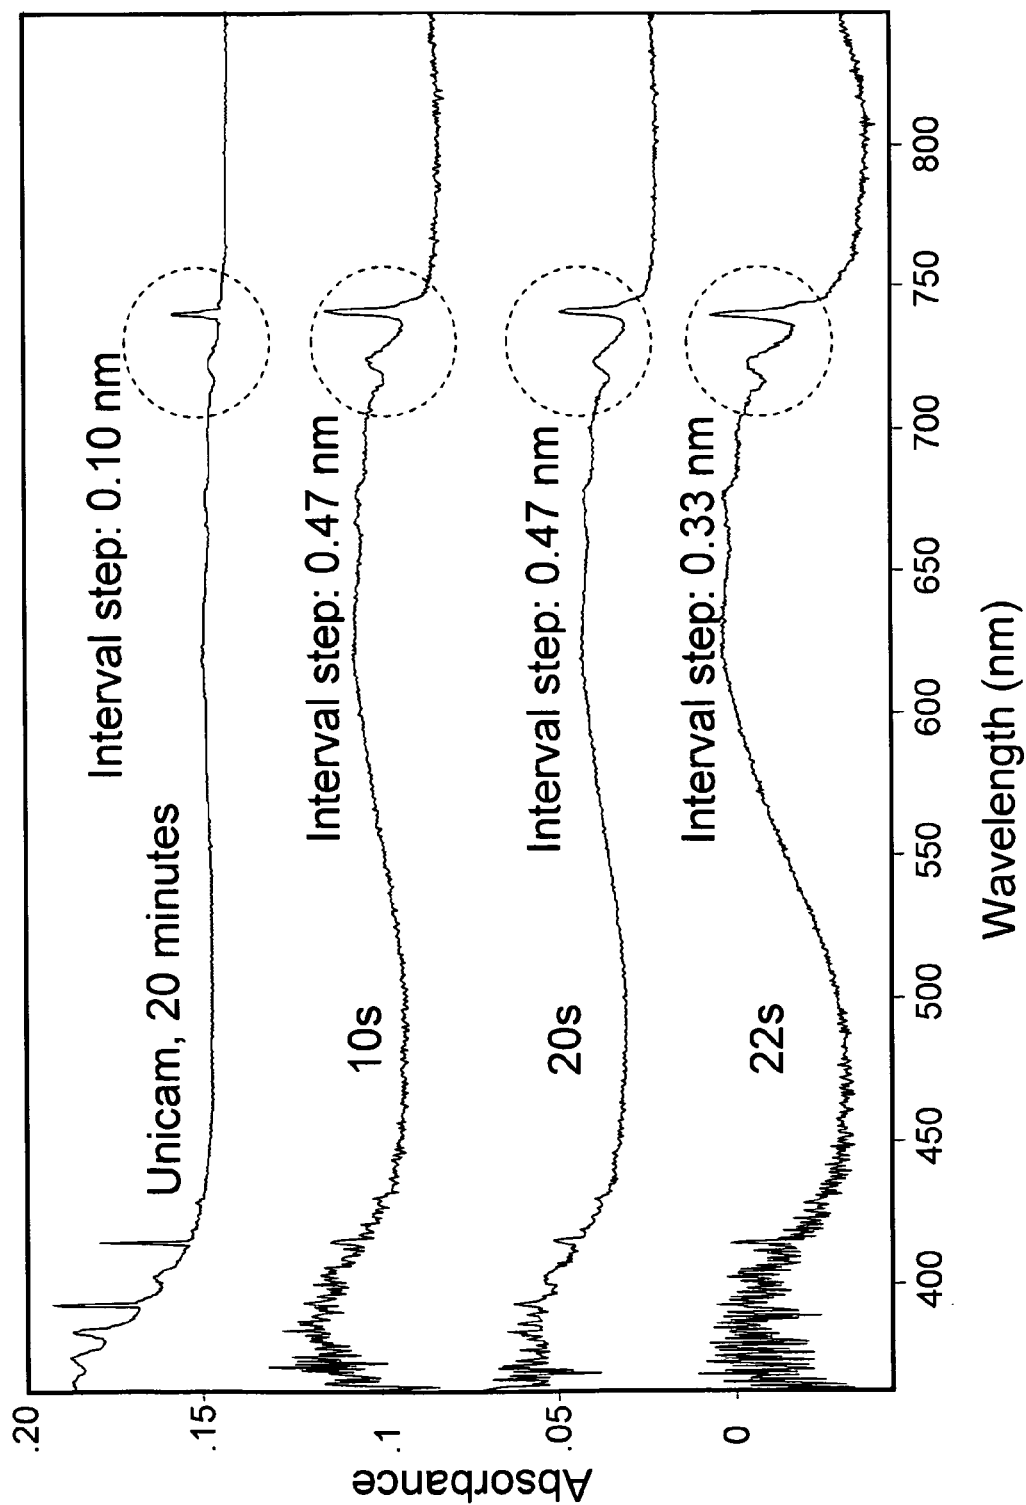 Absorbance
.20
.15
.1
.05
0
Unicam, 20 minutes
Interval step: 0.10 nm
10s
Interval step: 0.47 nm
20s
Interval step: 0.47 nm
22s
Interval step: 0.33 nm
400
450
500
550
600
650
700
750
800
Wavelength (nm)